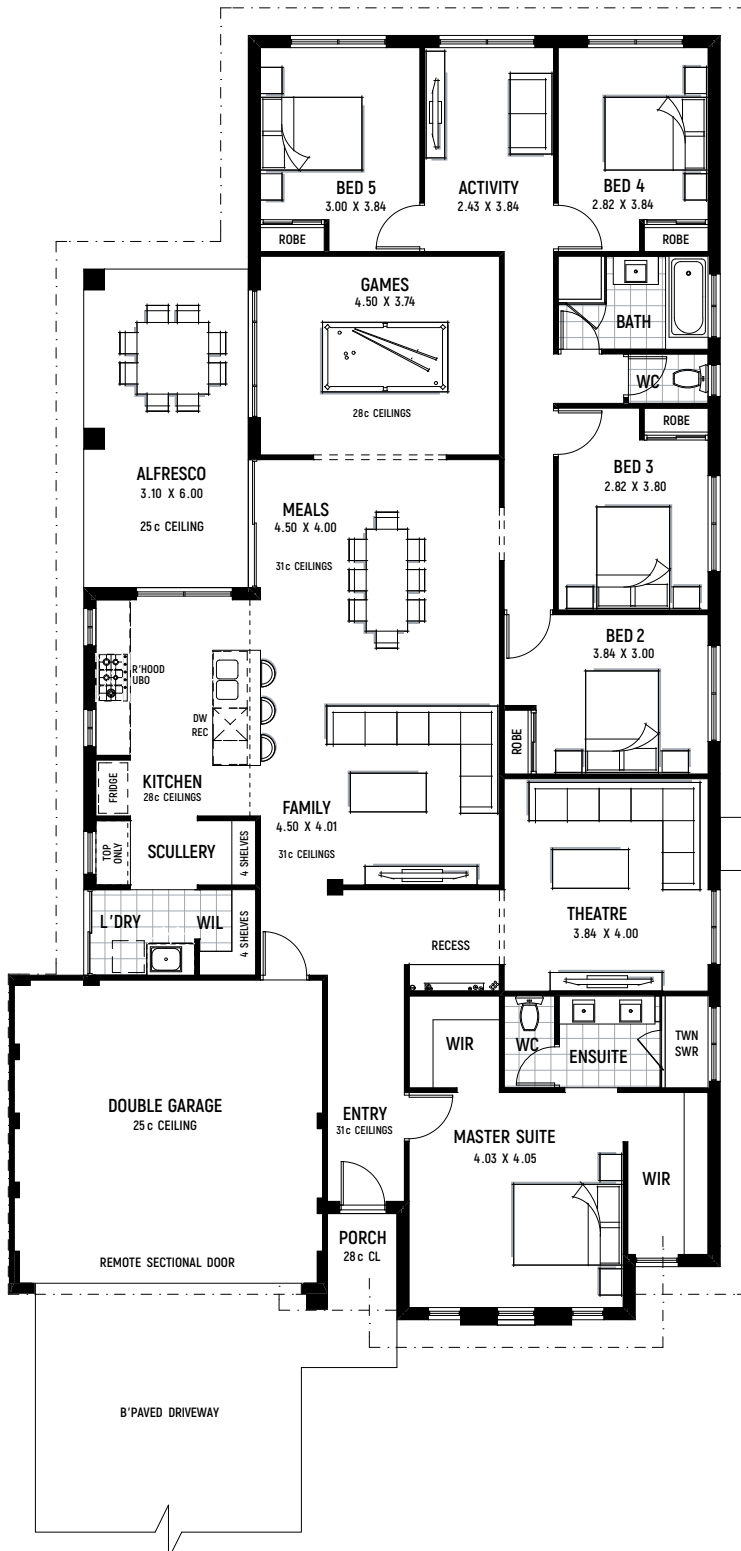 BED 5
3.00 X 3.84
ROBE
ACTIVITY
2.43 X 3.84
BED 4
2.82 X 3.84
ROBE
GAMES
4.50 X 3.74
28c CEILINGS
BATH
WC
ROBE
ALFRESCO
3.10 X 6.00
25c CEILING
MEALS
4.50 X 4.00
31c CEILINGS
BED 3
2.82 X 3.80
BED 2
3.84 X 3.00
ROBE
R'HOOD
UBO
DW
REC
FRIDGE
KITCHEN
28c CEILINGS
FAMILY
4.50 X 4.01
31c CEILINGS
TOP
ONLY
SCULLERY
4 SHELVES
L'DRY
WIL
4 SHELVES
RECESS
THEATRE
3.84 X 4.00
WIR
WC
ENSUITE
TWN
SWR
DOUBLE GARAGE
25c CEILING
ENTRY
31c CEILINGS
MASTER SUITE
4.03 X 4.05
WIR
PORCH
28c CL
REMOTE SECTIONAL DOOR
B'PAVED DRIVEWAY